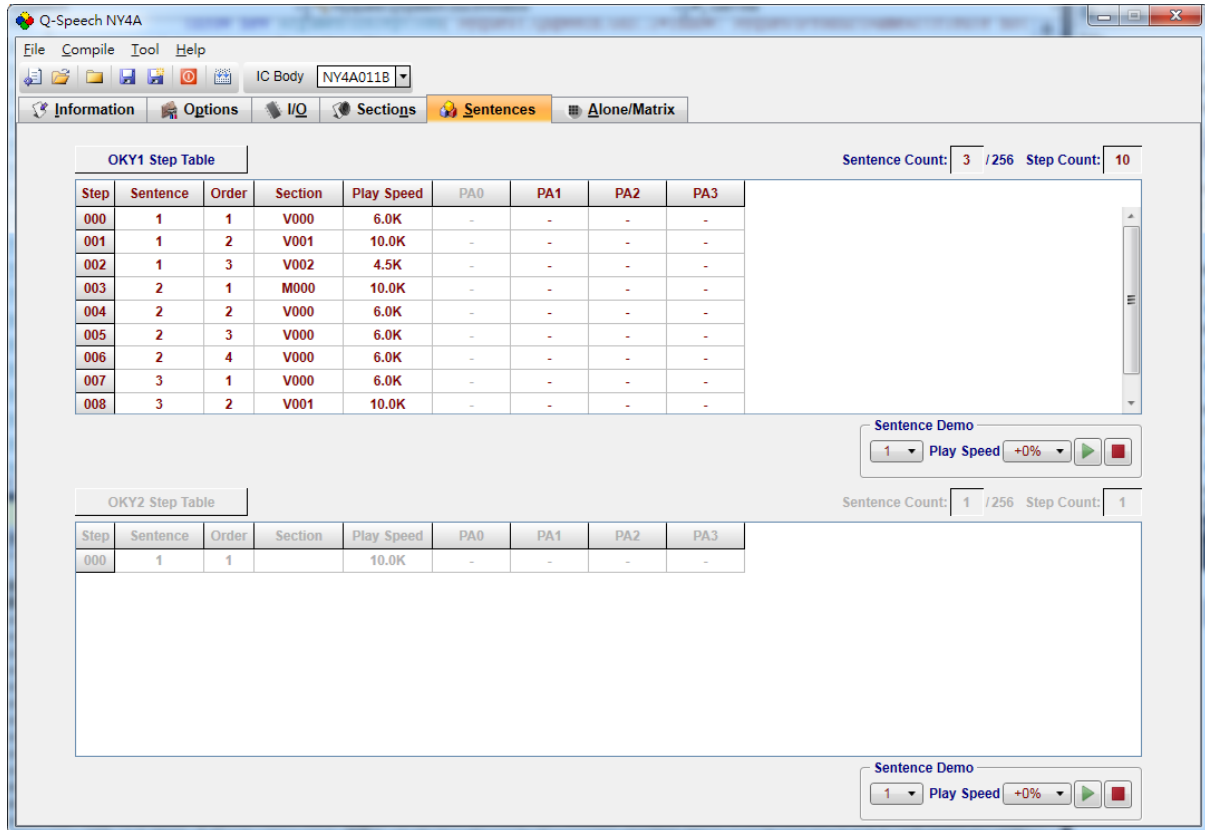 Q-Speech NY4A
File Compile Tool Help
IC Body NY4A011B
Information Options I/O Sections Sentences Alone/Matrix
OKY1 Step Table Sentence Count: 3 /256 Step Count: 10
Step Sentence Order Section Play Speed PA0 PA1 PA2 PA3
000 1 1 V000 6.0K - - - -
001 1 2 V001 10.0K - - - -
002 1 3 V002 4.5K - - - -
003 2 1 M000 10.0K - - - -
004 2 2 V000 6.0K - - - -
005 2 3 V000 6.0K - - - -
006 2 4 V000 6.0K - - - -
007 3 1 V000 6.0K - - - -
008 3 2 V001 10.0K - - - -
Sentence Demo
1 Play Speed +0%
OKY2 Step Table Sentence Count: 1 /256 Step Count: 1
Step Sentence Order Section Play Speed PA0 PA1 PA2 PA3
000 1 1 10.0K - - - -
Sentence Demo
1 Play Speed +0%